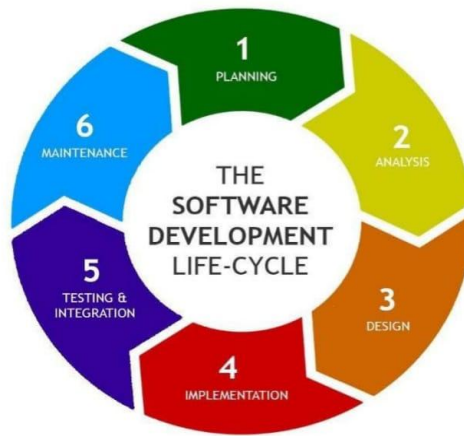 1
PLANNING
2
ANALYSIS
3
DESIGN
4
IMPLEMENTATION
5
TESTING &
INTEGRATION
6
MAINTENANCE
THE
SOFTWARE
DEVELOPMENT
LIFE-CYCLE